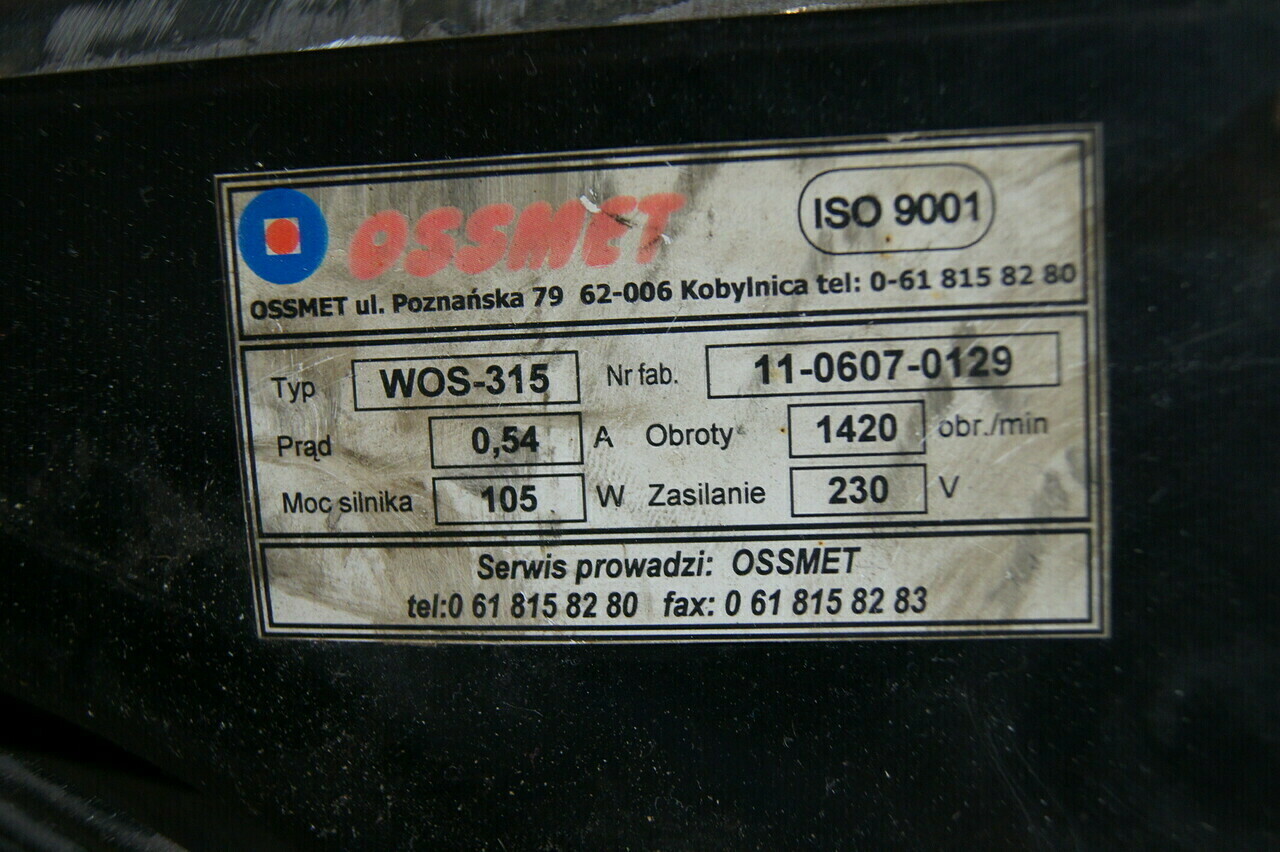 OSSMET
ISO 9001
OSSMET ul. Poznańska 79 62-006 Kobylnica tel: 0-61 815 82 80
Typ WOS-315 Nr fab. 11-0607-0129
Prąd 0,54 A Obroty 1420 obr./min
Moc silnika 105 W Zasilanie 230 V
Serwis prowadzi: OSSMET
tel:0 61 815 82 80 fax: 0 61 815 82 83